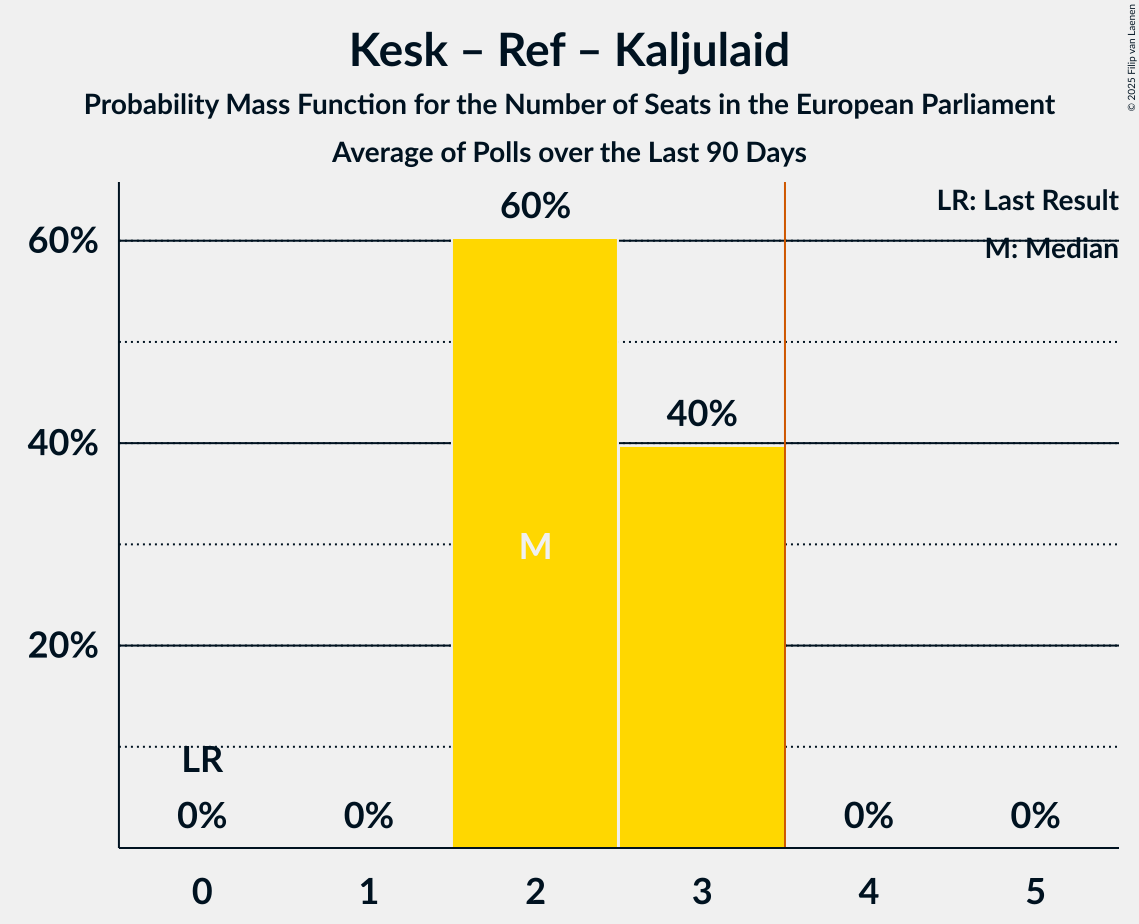 Kesk – Ref – Kaljulaid
Probability Mass Function for the Number of Seats in the European Parliament
Average of Polls over the Last 90 Days
© 2025 Filip van Laenen
LR: Last Result
M: Median
60%
40%
20%
60%
40%
M
LR
0%
0%
0%
0%
0
1
2
3
4
5